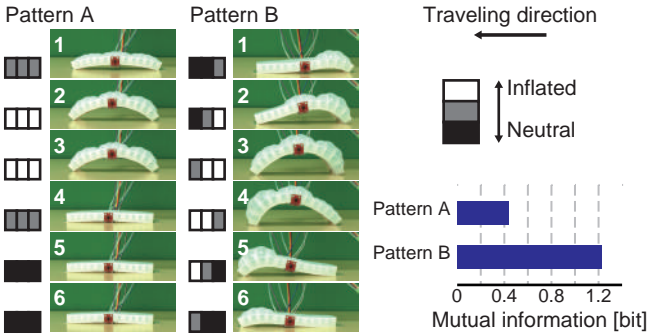 Pattern A
1
2
3
4
5
6
Pattern B
1
2
3
4
5
6
Traveling direction
Inflated
Neutral
Pattern A
Pattern B
0 0.4 0.8 1.2
Mutual information [bit]